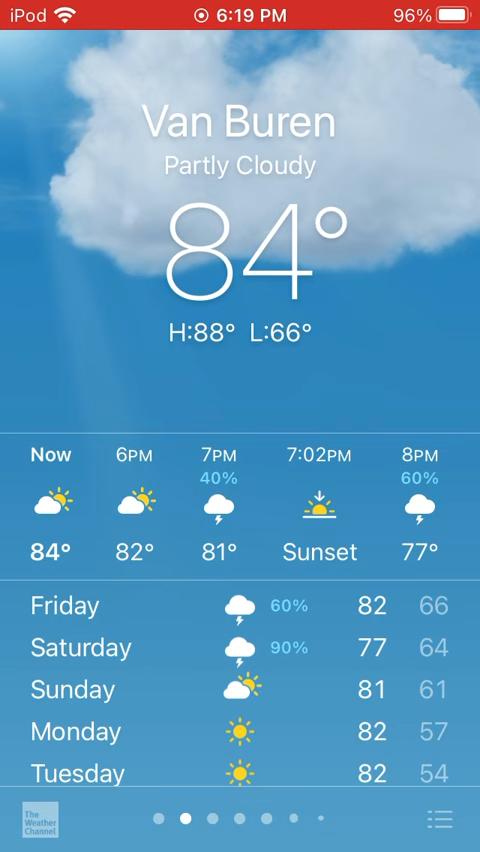 iPod 6:19 PM 96%
Van Buren
Partly Cloudy
84°
H:88° L:66°
Now 6PM 7PM 7:02PM 8PM
40% 60%
84° 82° 81° Sunset 77°
Friday 60% 82 66
Saturday 90% 77 64
Sunday 81 61
Monday 82 57
Tuesday 82 54
The
Weather
Channel